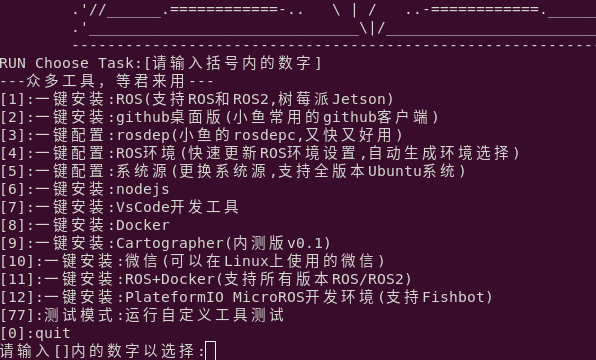 RUN Choose Task:[请输入括号内的数字]
---众多工具，等君来用---
[1]:一键安装:ROS(支持ROS和ROS2,树莓派Jetson)
[2]:一键安装:github桌面版(小鱼常用的github客户端)
[3]:一键配置:rosdep(小鱼的rosdepc,又快又好用)
[4]:一键配置:ROS环境(快速更新ROS环境设置,自动生成环境选择)
[5]:一键配置:系统源(更换系统源,支持全版本Ubuntu系统)
[6]:一键安装:nodejs
[7]:一键安装:VsCode开发工具
[8]:一键安装:Docker
[9]:一键安装:Cartographer(内测版v0.1)
[10]:一键安装:微信(可以在Linux上使用的微信)
[11]:一键安装:ROS+Docker(支持所有版本ROS/ROS2)
[12]:一键安装:PlateformIO MicroROS开发环境(支持Fishbot)
[77]:测试模式:运行自定义工具测试
[0]:quit
请输入[]内的数字以选择: